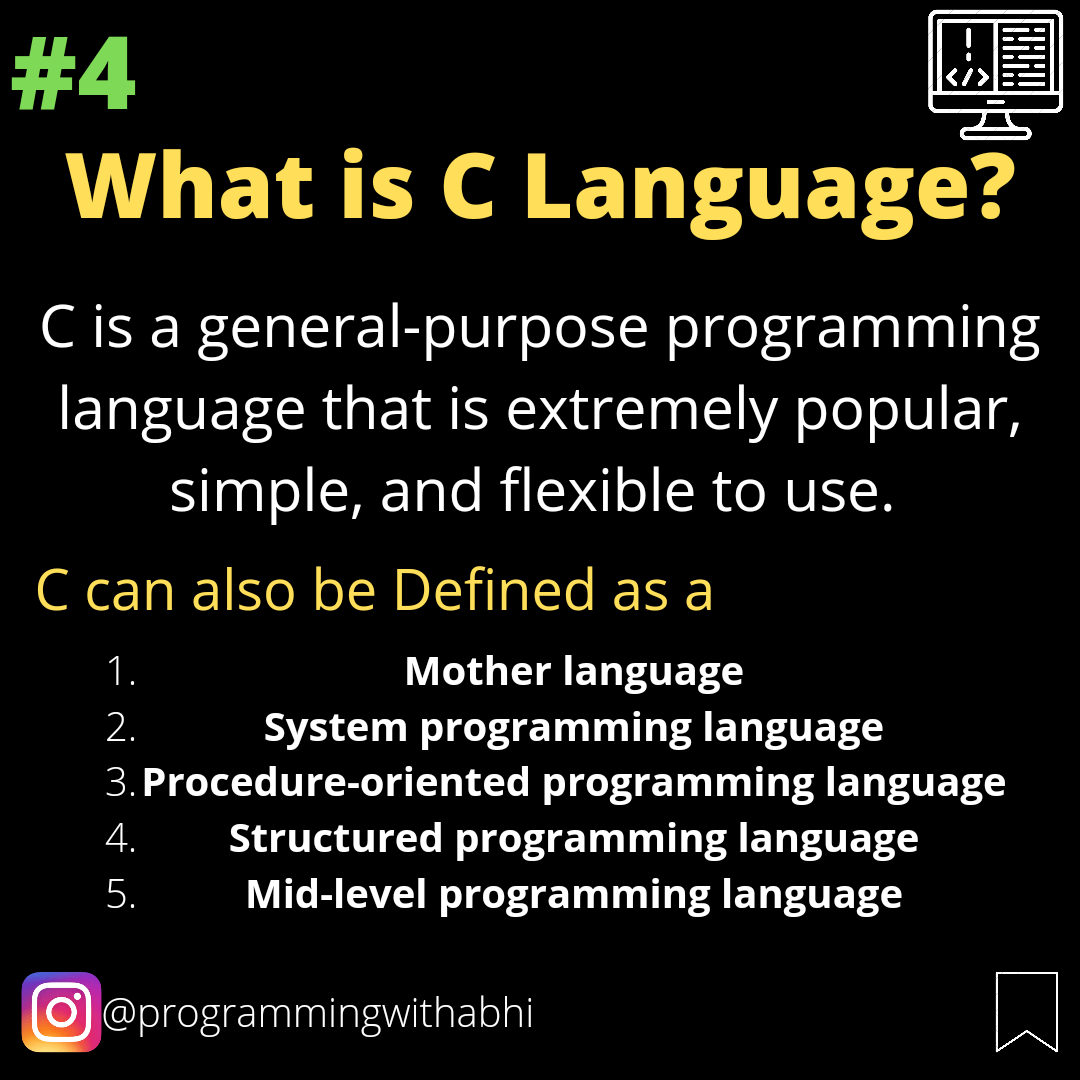 #4
What is C Language?
C is a general-purpose programming
language that is extremely popular,
simple, and flexible to use.
C can also be Defined as a
1. Mother language
2. System programming language
3. Procedure-oriented programming language
4. Structured programming language
5. Mid-level programming language
@programmingwithabhi